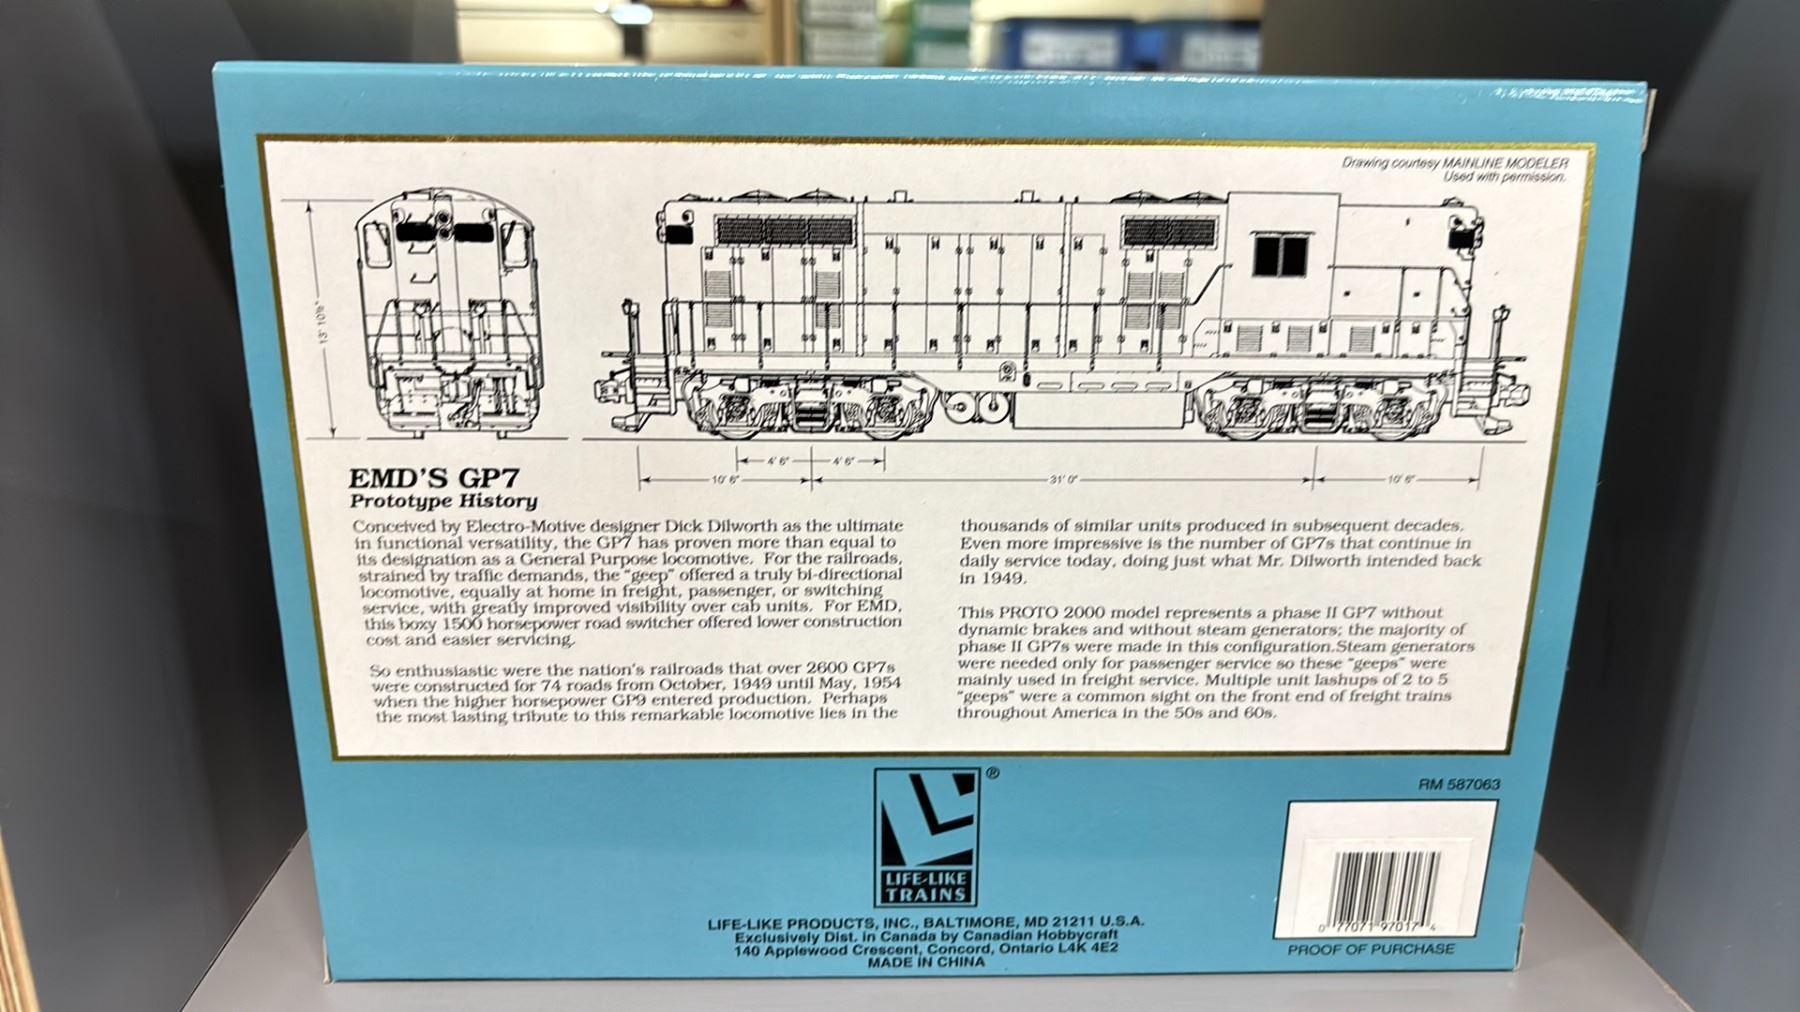 Drawing courtesy MAINLINE MODELER
Used with permission.
4' 6"
4' 6"
10' 6"
31' 0"
10' 6"
EMD'S GP7
Prototype History
Conceived by Electro-Motive designer Dick Dilworth as the ultimate
in functional versatility, the GP7 has proven more than equal to
its designation as a General Purpose locomotive. For the railroads,
strained by traffic demands, the "geep" offered a truly bi-directional
locomotive, equally at home in freight, passenger, or switching
service, with greatly improved visibility over cab units. For EMD,
this boxy 1500 horsepower road switcher offered lower construction
cost and easier servicing.
So enthusiastic were the nation's railroads that over 2600 GP7s
were constructed for 74 roads from October, 1949 until May, 1954
when the higher horsepower GP9 entered production. Perhaps
the most lasting tribute to this remarkable locomotive lies in the
thousands of similar units produced in subsequent decades.
Even more impressive is the number of GP7s that continue in
daily service today, doing just what Mr. Dilworth intended back
in 1949.
This PROTO 2000 model represents a phase II GP7 without
dynamic brakes and without steam generators; the majority of
phase II GP7s were made in this configuration.Steam generators
were needed only for passenger service so these "geeps" were
mainly used in freight service. Multiple unit lashups of 2 to 5
"geeps" were a common sight on the front end of freight trains
throughout America in the 50s and 60s.
®
LIFE-LIKE
TRAINS
LIFE-LIKE PRODUCTS, INC., BALTIMORE, MD 21211 U.S.A.
Exclusively Dist. in Canada by Canadian Hobbycraft
140 Applewood Crescent, Concord, Ontario L4K 4E2
MADE IN CHINA
RM 587063
0 77071 97017 4
PROOF OF PURCHASE